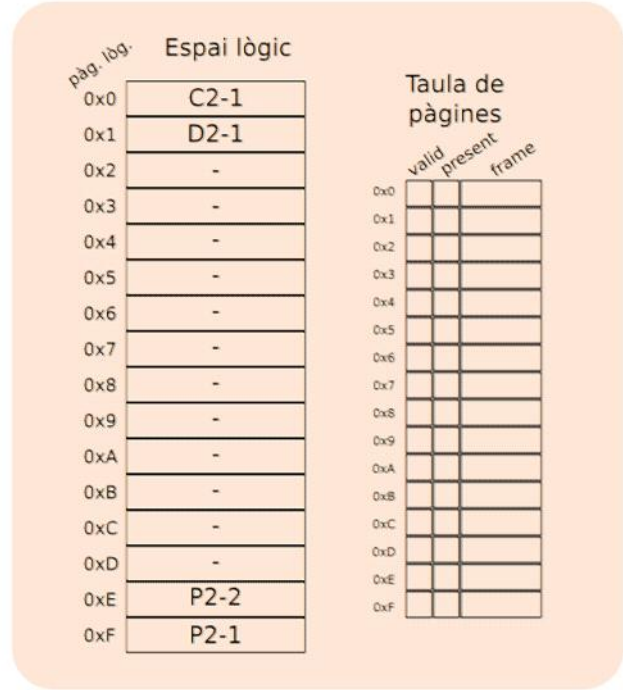 pàg. lòg.
Espai lògic
0x0 C2-1
0x1 D2-1
0x2 -
0x3 -
0x4 -
0x5 -
0x6 -
0x7 -
0x8 -
0x9 -
0xA -
0xB -
0xC -
0xD -
0xE P2-2
0xF P2-1
Taula de
pàgines
valid present frame
0x0
0x1
0x2
0x3
0x4
0x5
0x6
0x7
0x8
0x9
0xA
0xB
0xC
0xD
0xE
0xF